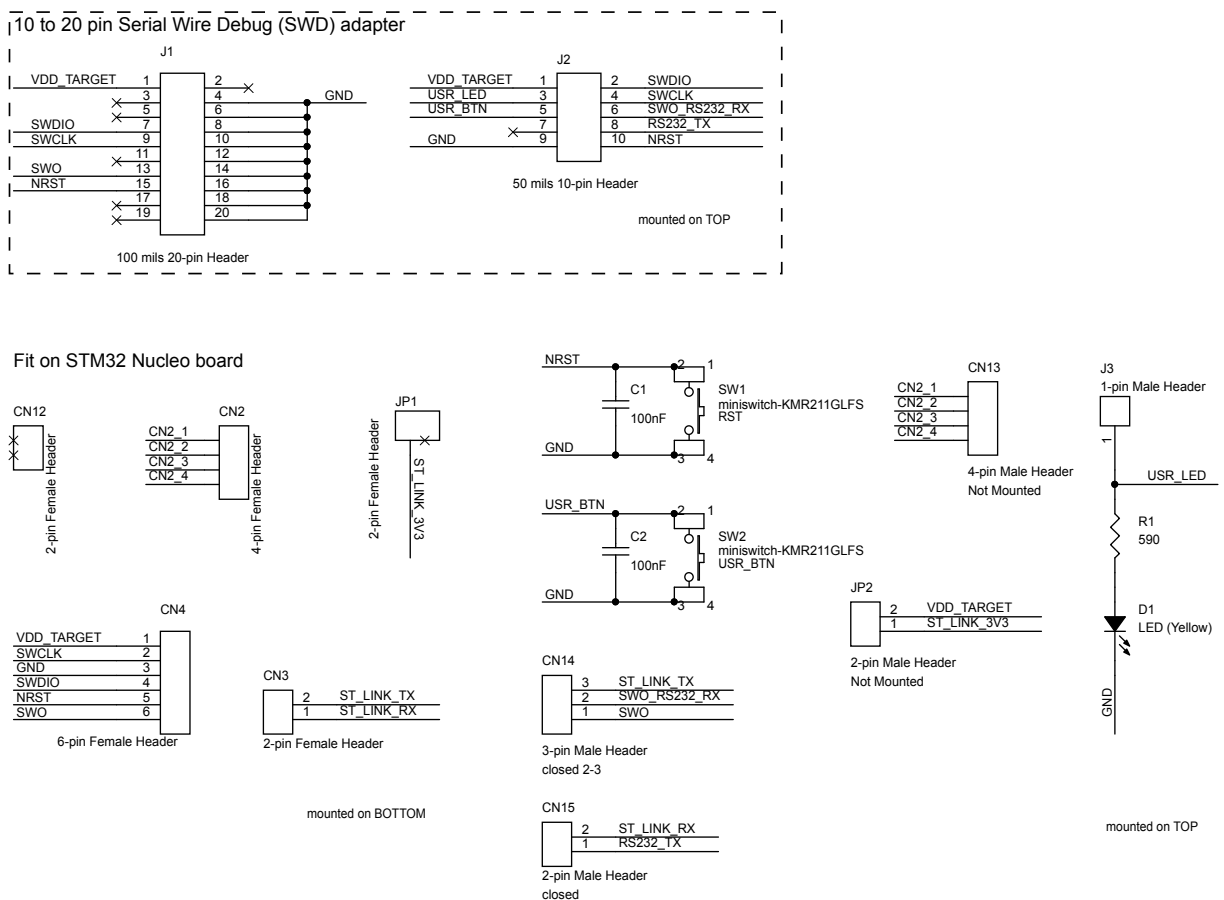 10 to 20 pin Serial Wire Debug (SWD) adapter
J1
VDD_TARGET 1 2
3 4 GND
5 6
SWDIO 7 8
SWCLK 9 10
11 12
SWO 13 14
NRST 15 16
17 18
19 20
100 mils 20-pin Header
J2
VDD_TARGET 1 2 SWDIO
USR_LED 3 4 SWCLK
USR_BTN 5 6 SWO_RS232_RX
7 8 RS232_TX
GND 9 10 NRST
50 mils 10-pin Header
mounted on TOP
Fit on STM32 Nucleo board
CN12
2-pin Female Header
CN2
CN2_1
CN2_2
CN2_3
CN2_4
4-pin Female Header
JP1
2-pin Female Header
ST_LINK_3V3
NRST
2 1
C1
100nF
SW1
miniswitch-KMR211GLFS
RST
GND
3 4
USR_BTN
2 1
C2
100nF
SW2
miniswitch-KMR211GLFS
USR_BTN
GND
3 4
CN13
CN2_1
CN2_2
CN2_3
CN2_4
4-pin Male Header
Not Mounted
J3
1-pin Male Header
1
USR_LED
R1
590
D1
LED (Yellow)
GND
JP2
2 VDD_TARGET
1 ST_LINK_3V3
2-pin Male Header
Not Mounted
CN4
VDD_TARGET 1
SWCLK 2
GND 3
SWDIO 4
NRST 5
SWO 6
6-pin Female Header
CN3
2 ST_LINK_TX
1 ST_LINK_RX
2-pin Female Header
mounted on BOTTOM
CN14
3 ST_LINK_TX
2 SWO_RS232_RX
1 SWO
3-pin Male Header
closed 2-3
CN15
2 ST_LINK_RX
1 RS232_TX
2-pin Male Header
closed
mounted on TOP